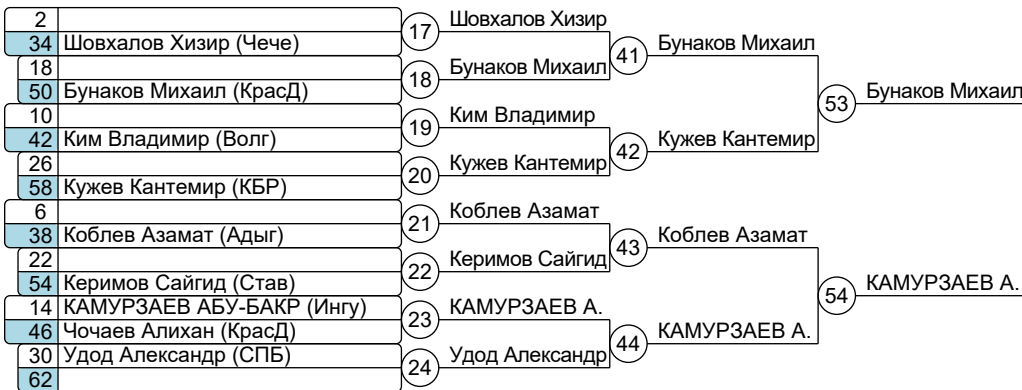 2
34 Шовхалов Хизир (Чече)
18
50 Бунаков Михаил (КрасД)
10
42 Ким Владимир (Волг)
26
58 Кужев Кантемир (КБР)
6
38 Коблев Азамат (Адыг)
22
54 Керимов Сайгид (Став)
14 КАМУРЗАЕВ АБУ-БАКР (Ингу)
46 Чочаев Алихан (КрасД)
30 Удод Александр (СПБ)
62
17 Шовхалов Хизир
18 Бунаков Михаил
19 Ким Владимир
20 Кужев Кантемир
21 Коблев Азамат
22 Керимов Сайгид
23 КАМУРЗАЕВ А.
24 Удод Александр
41 Бунаков Михаил
42 Кужев Кантемир
43 Коблев Азамат
44 КАМУРЗАЕВ А.
53 Бунаков Михаил
54 КАМУРЗАЕВ А.